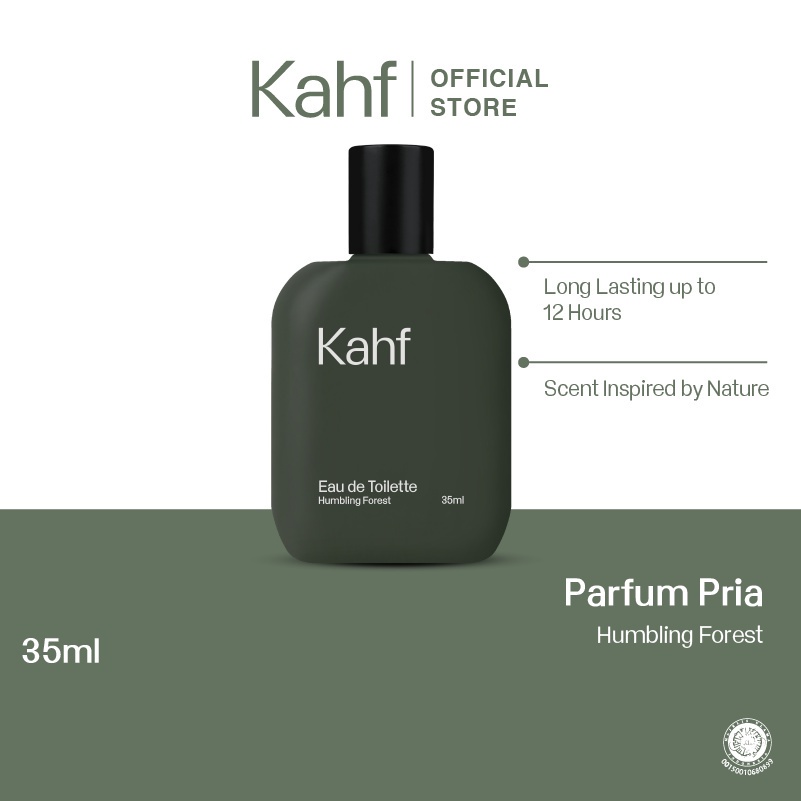 Kahf
OFFICIAL
STORE
Long Lasting up to
12 Hours
Scent Inspired by Nature
Kahf
Eau de Toilette
Humbling Forest
35ml
Parfum Pria
Humbling Forest
35ml
00150010680699